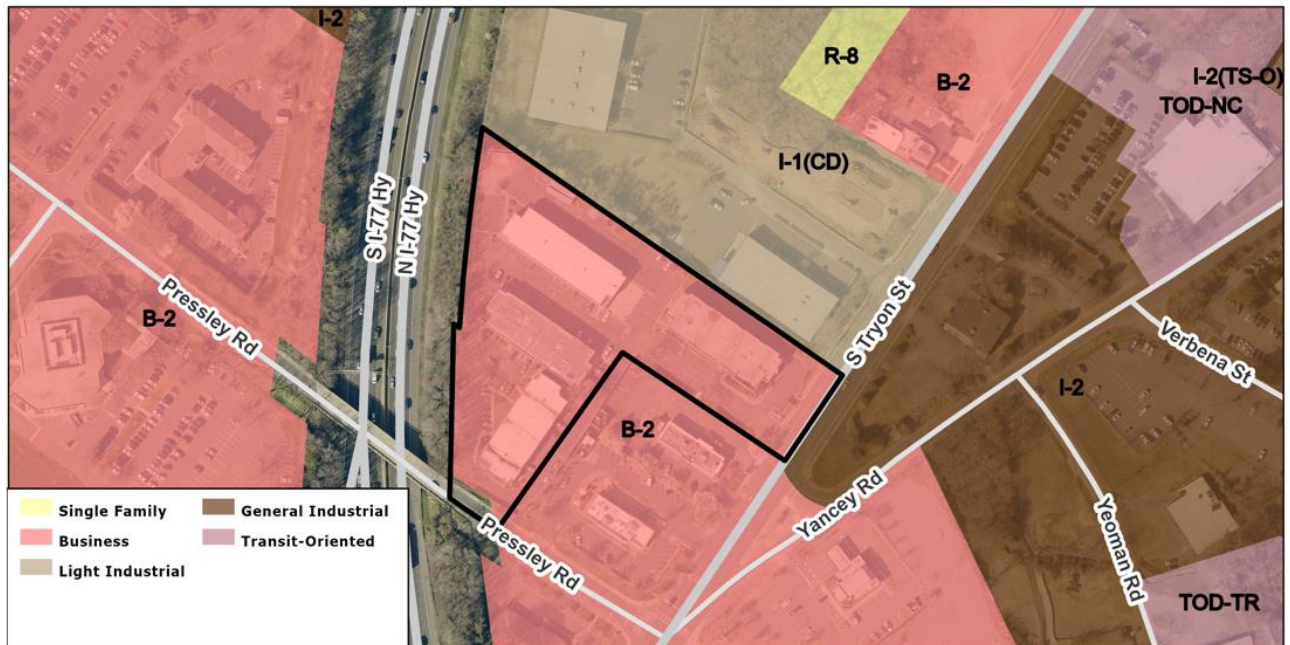 I-2
R-8
B-2
I-2(TS-O)
TOD-NC
I-1(CD)
S I-77 Hy
N I-77 Hy
Pressley Rd
B-2
S Tryon St
Verbena St
I-2
B-2
Yancey Rd
Yeoman Rd
Pressley Rd
TOD-TR
Single Family
General Industrial
Business
Transit-Oriented
Light Industrial